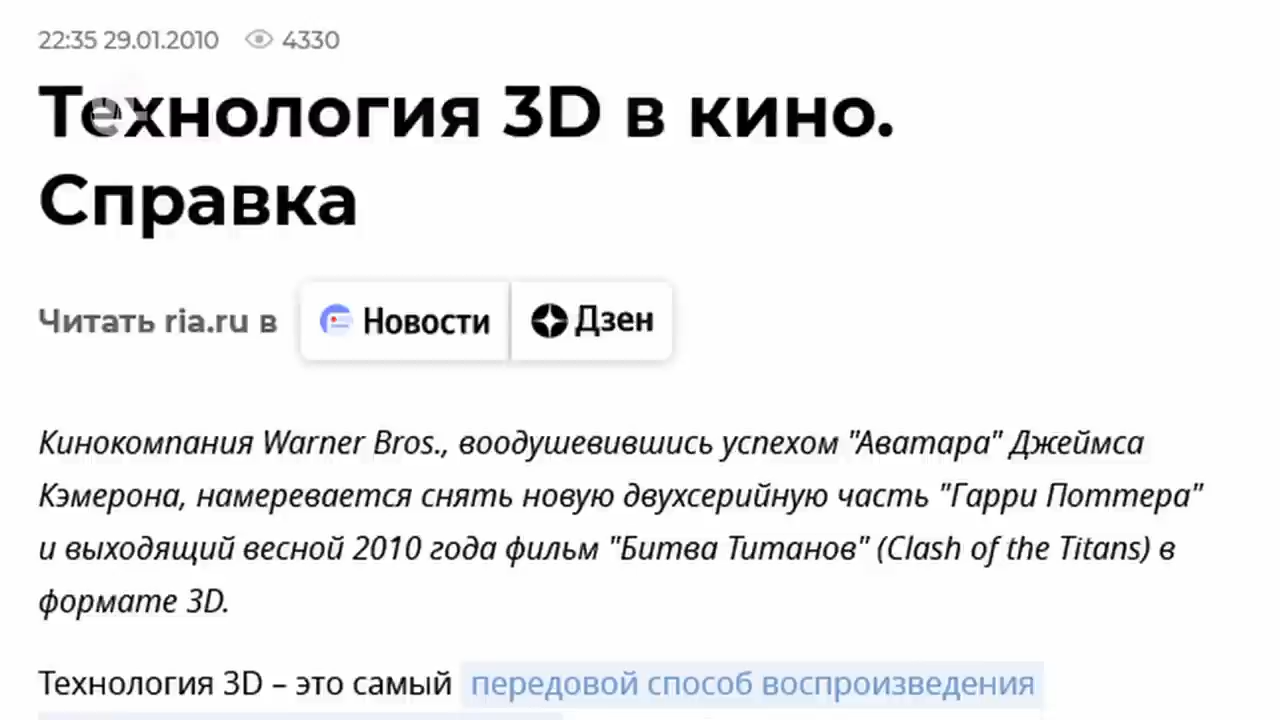 22:35 29.01.2010 4330
Технология 3D в кино.
Справка
Читать ria.ru в Новости Дзен
Кинокомпания Warner Bros., воодушевившись успехом "Аватара" Джеймса
Кэмерона, намеревается снять новую двухсерийную часть "Гарри Поттера"
и выходящий весной 2010 года фильм "Битва Титанов" (Clash of the Titans) в
формате 3D.
Технология 3D – это самый передовой способ воспроизведения